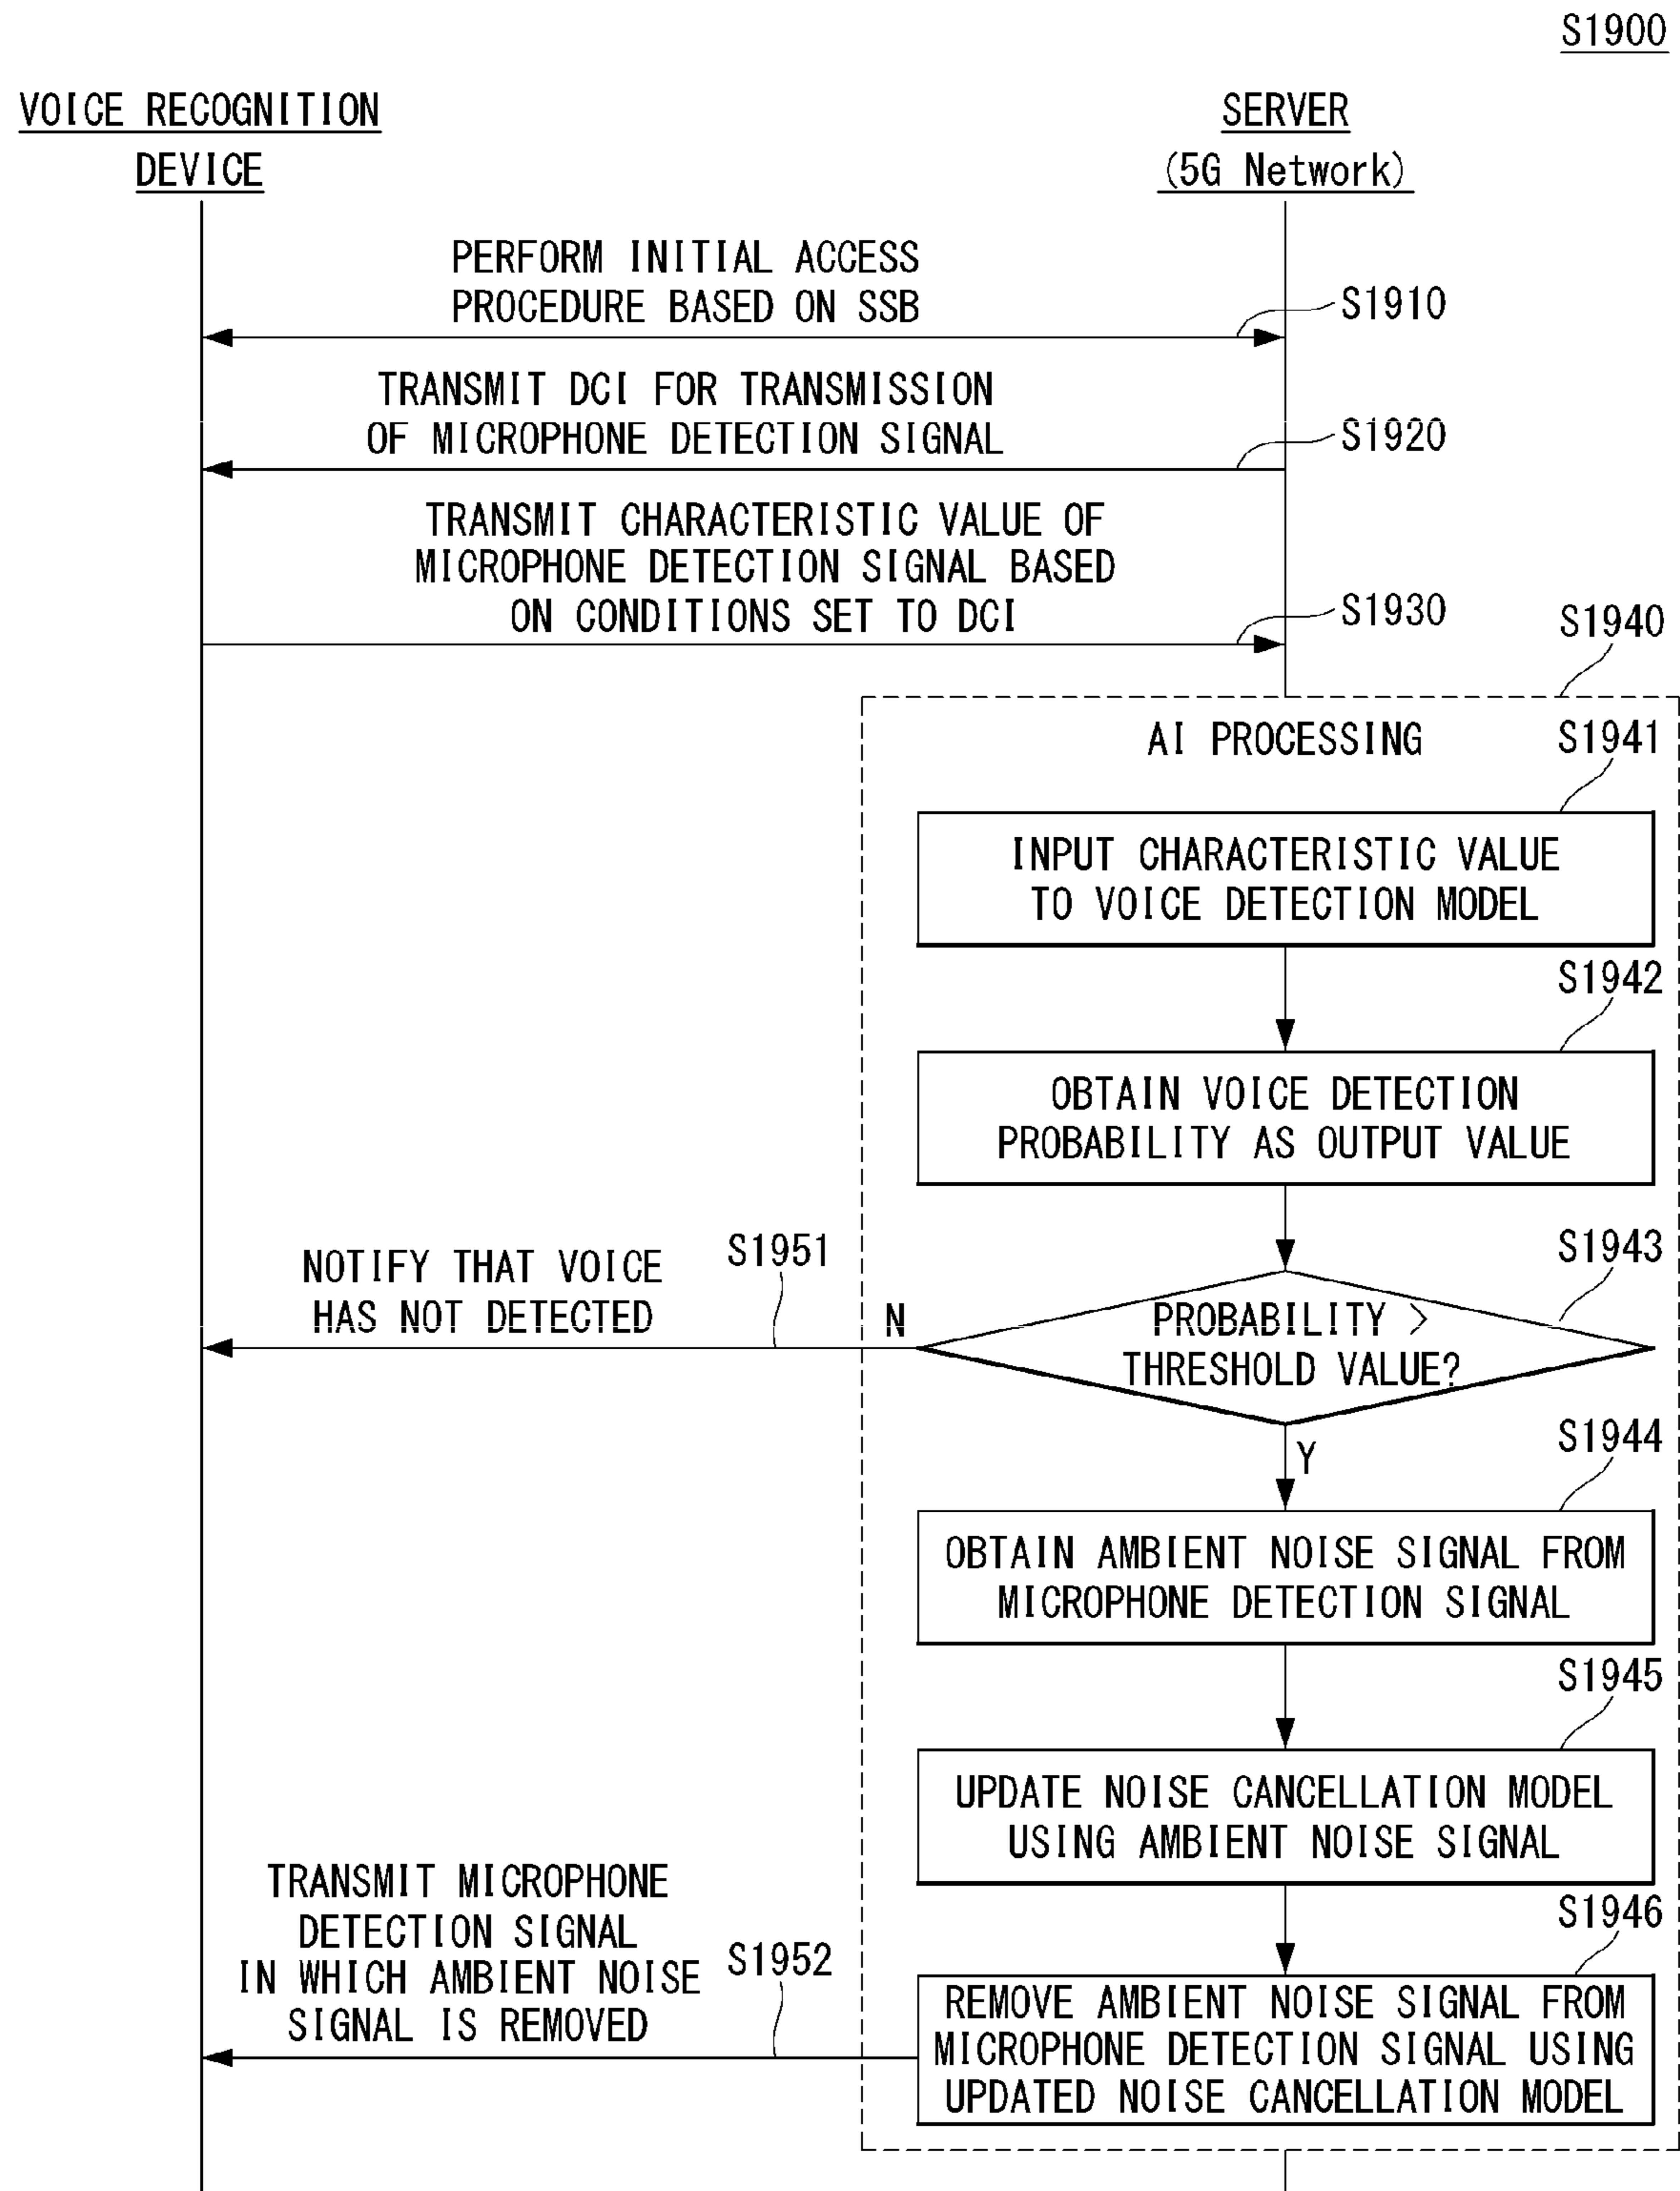 S1900
VOICE RECOGNITION
DEVICE
SERVER
(5G Network)
PERFORM INITIAL ACCESS
PROCEDURE BASED ON SSB
S1910
TRANSMIT DCI FOR TRANSMISSION
OF MICROPHONE DETECTION SIGNAL
S1920
TRANSMIT CHARACTERISTIC VALUE OF
MICROPHONE DETECTION SIGNAL BASED
ON CONDITIONS SET TO DCI
S1930
S1940
AI PROCESSING
S1941
INPUT CHARACTERISTIC VALUE
TO VOICE DETECTION MODEL
S1942
OBTAIN VOICE DETECTION
PROBABILITY AS OUTPUT VALUE
S1943
PROBABILITY >
THRESHOLD VALUE?
N
S1951
NOTIFY THAT VOICE
HAS NOT DETECTED
Y
S1944
OBTAIN AMBIENT NOISE SIGNAL FROM
MICROPHONE DETECTION SIGNAL
S1945
UPDATE NOISE CANCELLATION MODEL
USING AMBIENT NOISE SIGNAL
S1946
REMOVE AMBIENT NOISE SIGNAL FROM
MICROPHONE DETECTION SIGNAL USING
UPDATED NOISE CANCELLATION MODEL
S1952
TRANSMIT MICROPHONE
DETECTION SIGNAL
IN WHICH AMBIENT NOISE
SIGNAL IS REMOVED